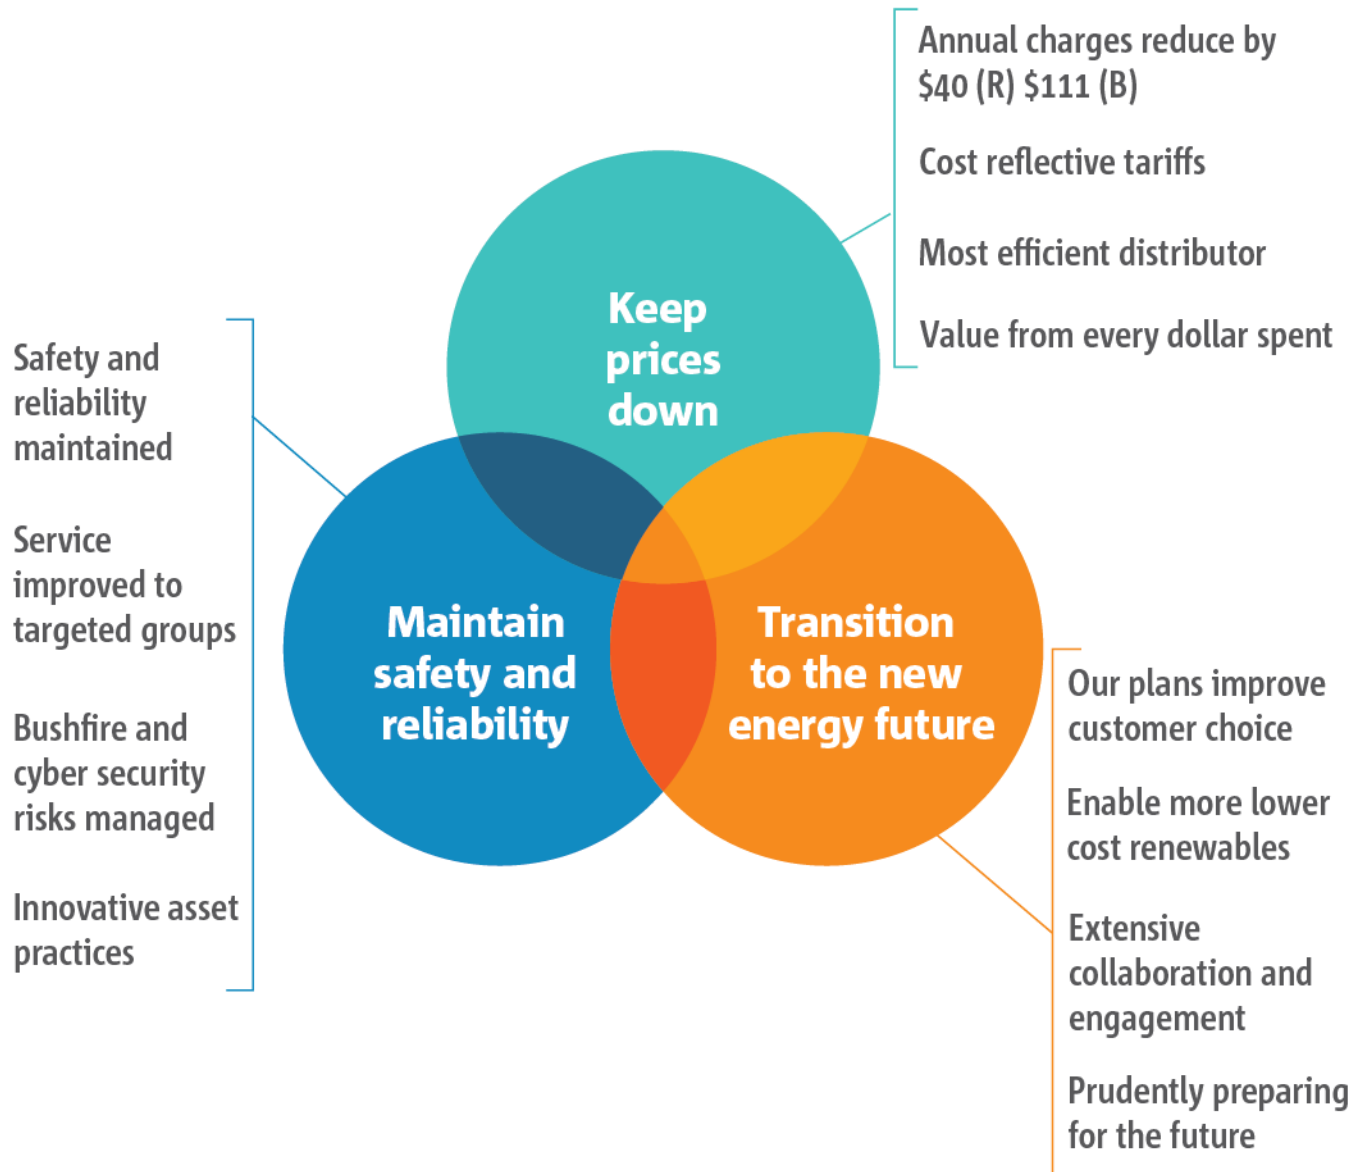 Annual charges reduce by
$40 (R) $111 (B)
Cost reflective tariffs
Most efficient distributor
Value from every dollar spent
Keep
prices
down
Safety and
reliability
maintained
Service
improved to
targeted groups
Bushfire and
cyber security
risks managed
Innovative asset
practices
Maintain
safety and
reliability
Transition
to the new
energy future
Our plans improve
customer choice
Enable more lower
cost renewables
Extensive
collaboration and
engagement
Prudently preparing
for the future